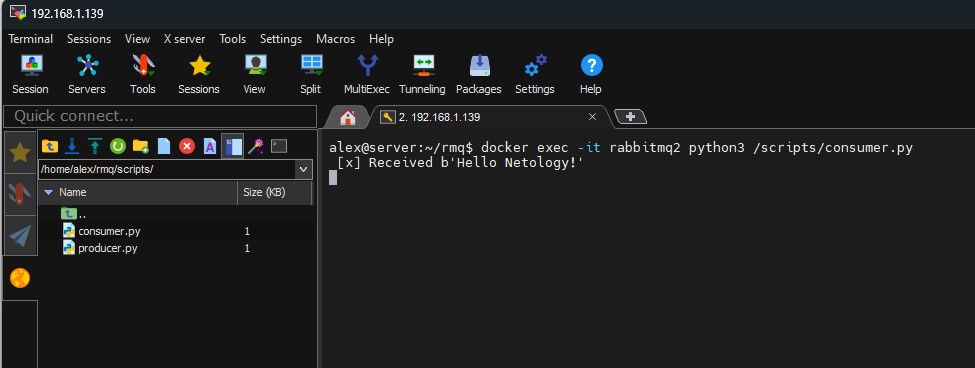 192.168.1.139
Terminal Sessions View X server Tools Settings Macros Help
Session Servers Tools Sessions View Split MultiExec Tunneling Packages Settings Help
Quick connect...
2. 192.168.1.139
/home/alex/rmq/scripts/
Name Size (KB)
..
consumer.py 1
producer.py 1
alex@server:~/rmq$ docker exec -it rabbitmq2 python3 /scripts/consumer.py
[x] Received b'Hello Netology!'